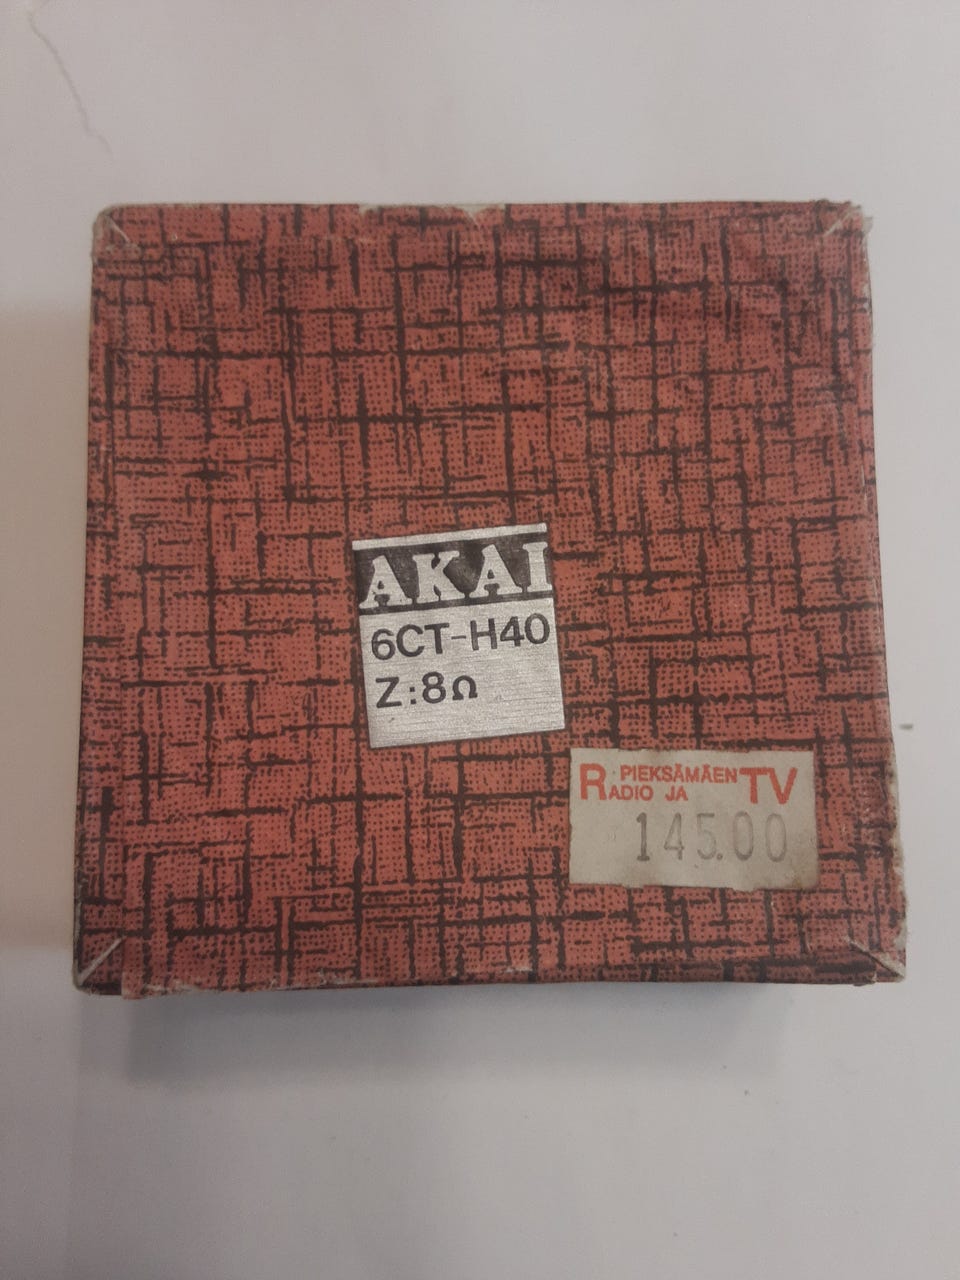 AKAI
6CT-H40
Z:8Ω
RADIO JA PIEKSÄMÄEN TV
145.00